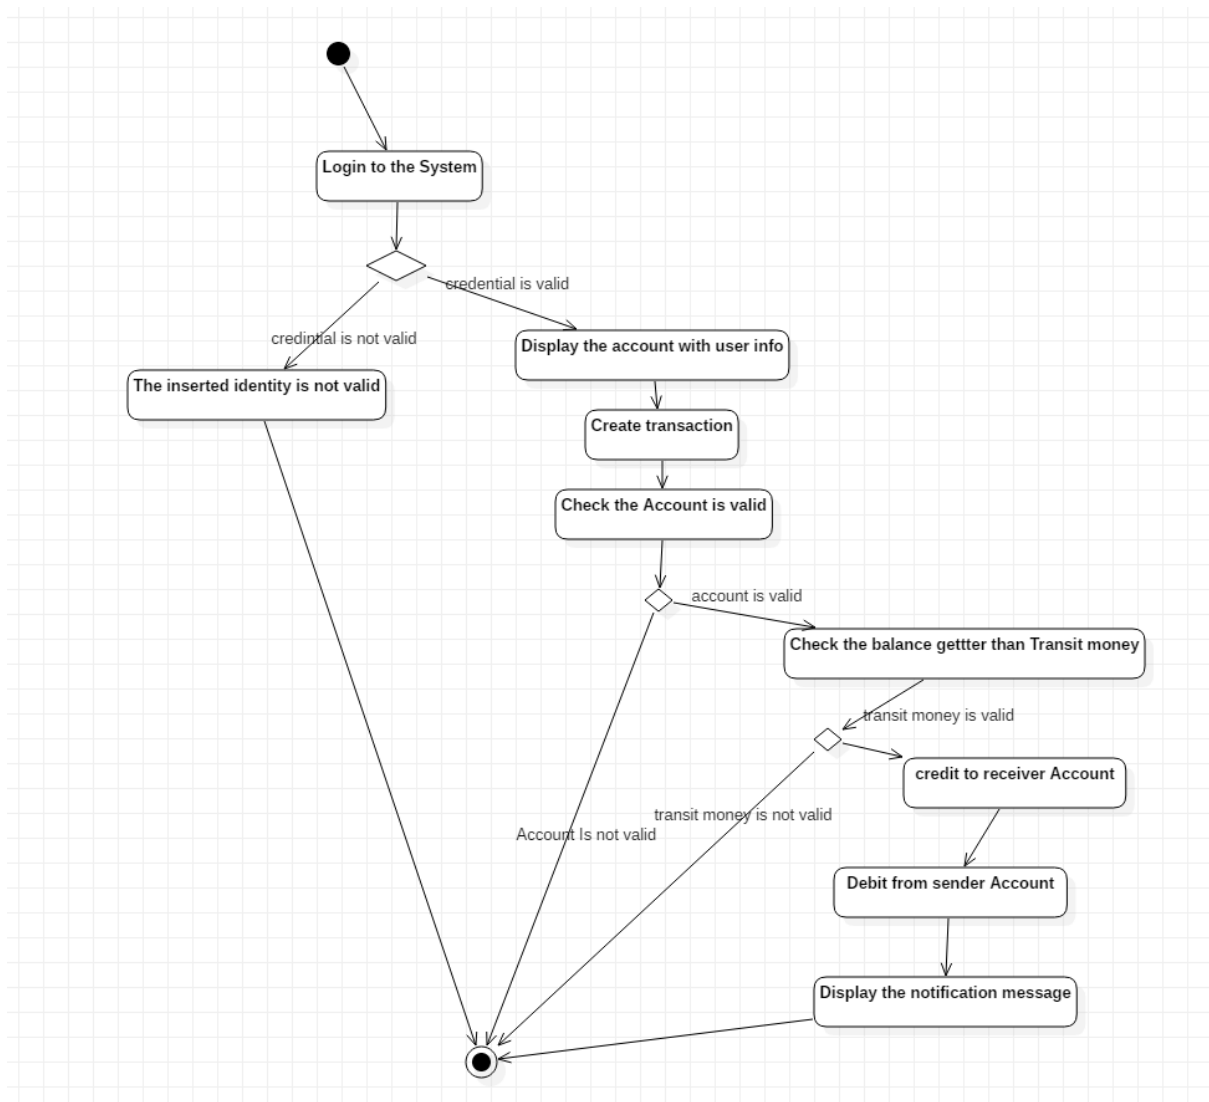 Login to the System
credential is valid
credintial is not valid
Display the account with user info
The inserted identity is not valid
Create transaction
Check the Account is valid
account is valid
Check the balance gettter than Transit money
transit money is valid
credit to receiver Account
transit money is not valid
Account Is not valid
Debit from sender Account
Display the notification message